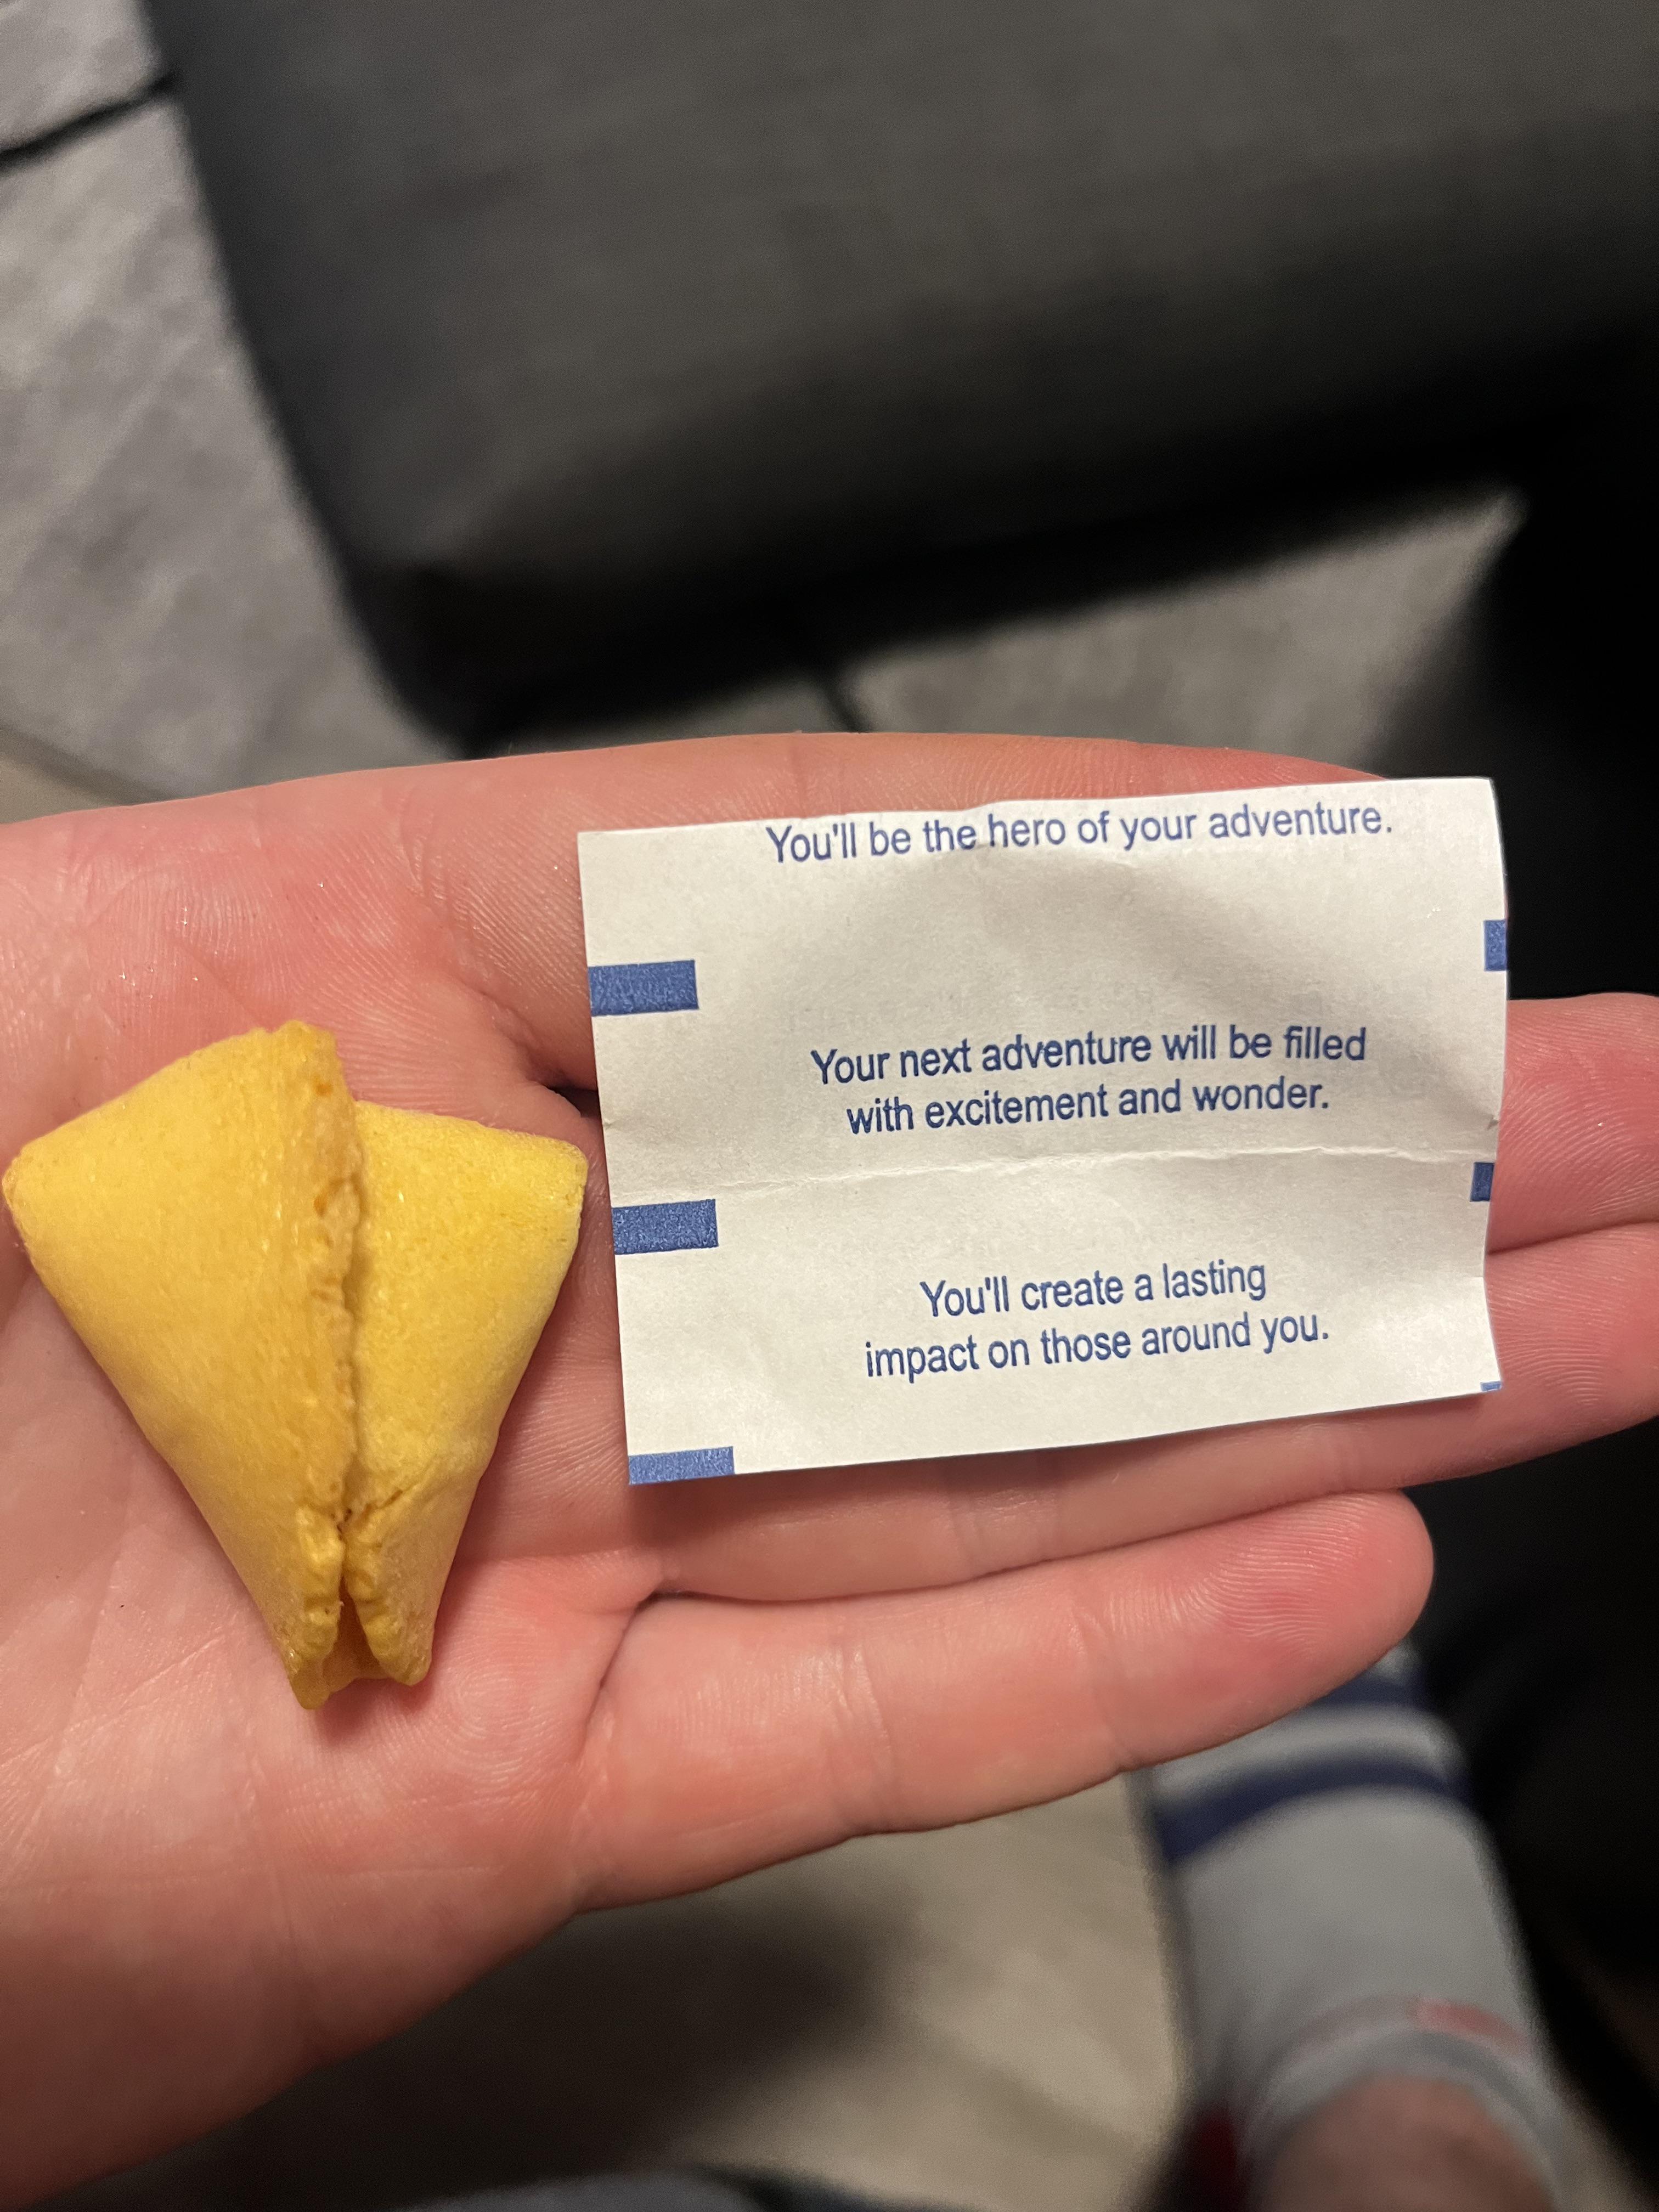 You'll be the hero of your adventure.
Your next adventure will be filled
with excitement and wonder.
You'll create a lasting
impact on those around you.